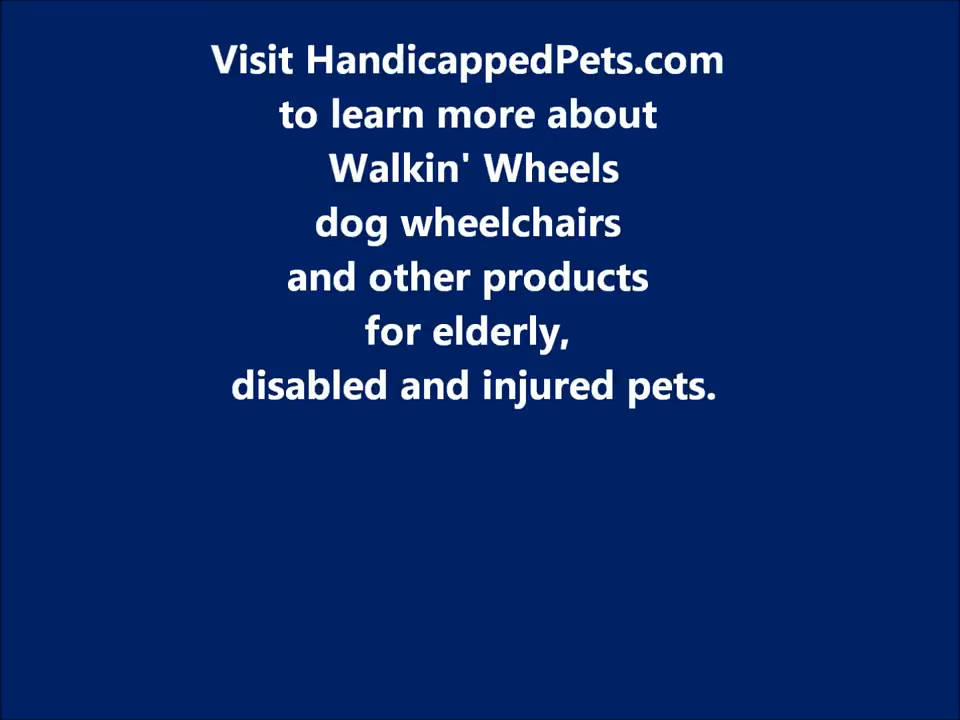 Visit HandicappedPets.com
to learn more about
Walkin' Wheels
dog wheelchairs
and other products
for elderly,
disabled and injured pets.